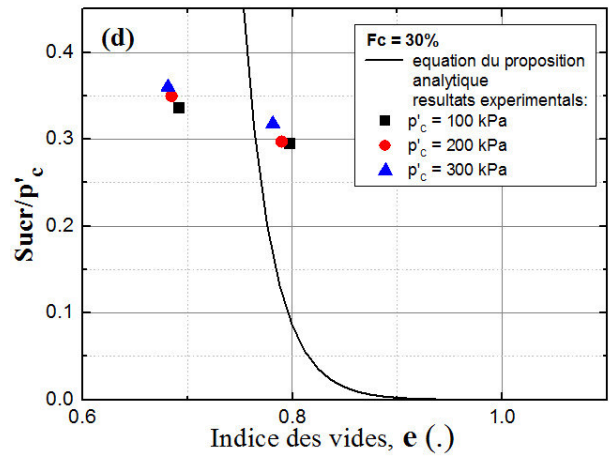 (d)
Fc = 30%
equation du proposition
analytique
resultats experimentals:
p'c = 100 kPa
p'c = 200 kPa
p'c = 300 kPa
Sucr/p'c
0.4
0.3
0.2
0.1
0.0
0.6
0.8
1.0
Indice des vides, e (.)